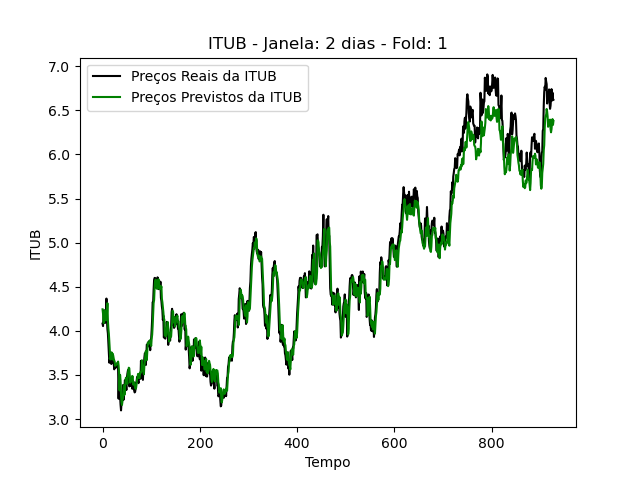 ITUB - Janela: 2 dias - Fold: 1
Preços Reais da ITUB
Preços Previstos da ITUB
7.0
6.5
6.0
5.5
5.0
4.5
4.0
3.5
3.0
ITUB
0 200 400 600 800
Tempo